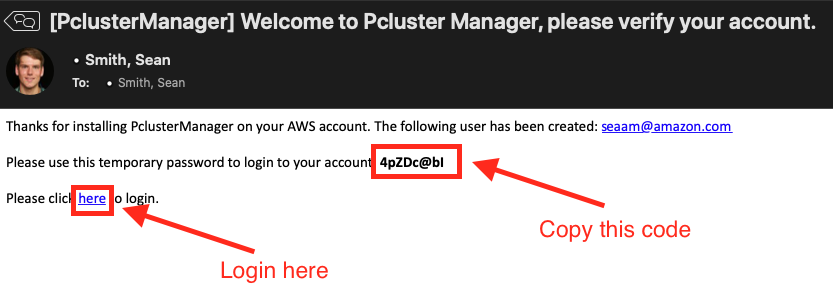 [PclusterManager] Welcome to Pcluster Manager, please verify your account.
• Smith, Sean
To: • Smith, Sean
Thanks for installing PclusterManager on your AWS account. The following user has been created: seaam@amazon.com
Please use this temporary password to login to your account 4pZDc@bI
Please click here to login.
Copy this code
Login here